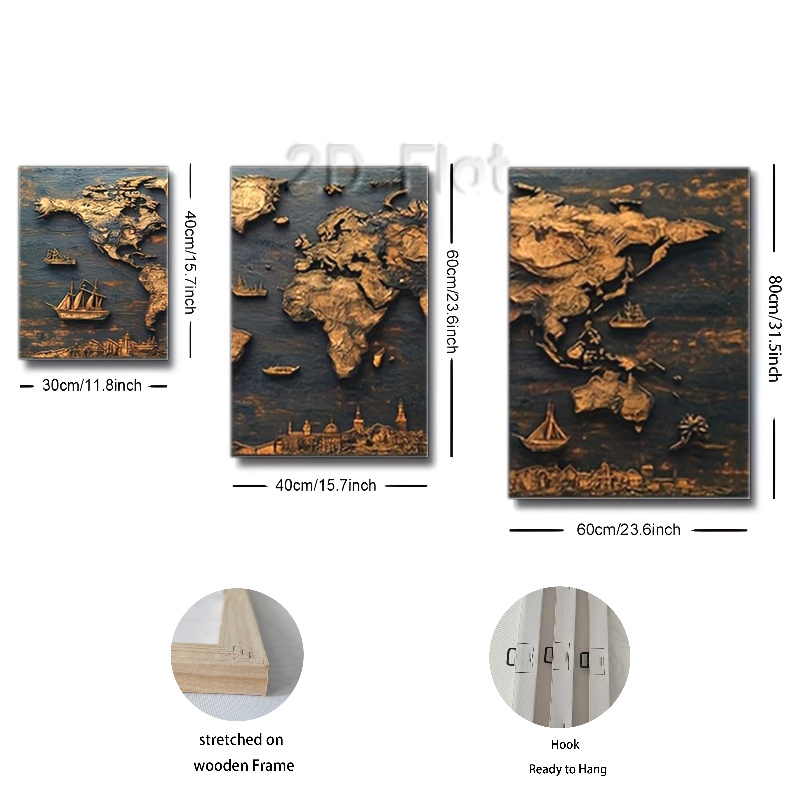 2D Flat
40cm/15.7inch
30cm/11.8inch
60cm/23.6inch
40cm/15.7inch
80cm/31.5inch
60cm/23.6inch
stretched on
wooden Frame
Hook
Ready to Hang